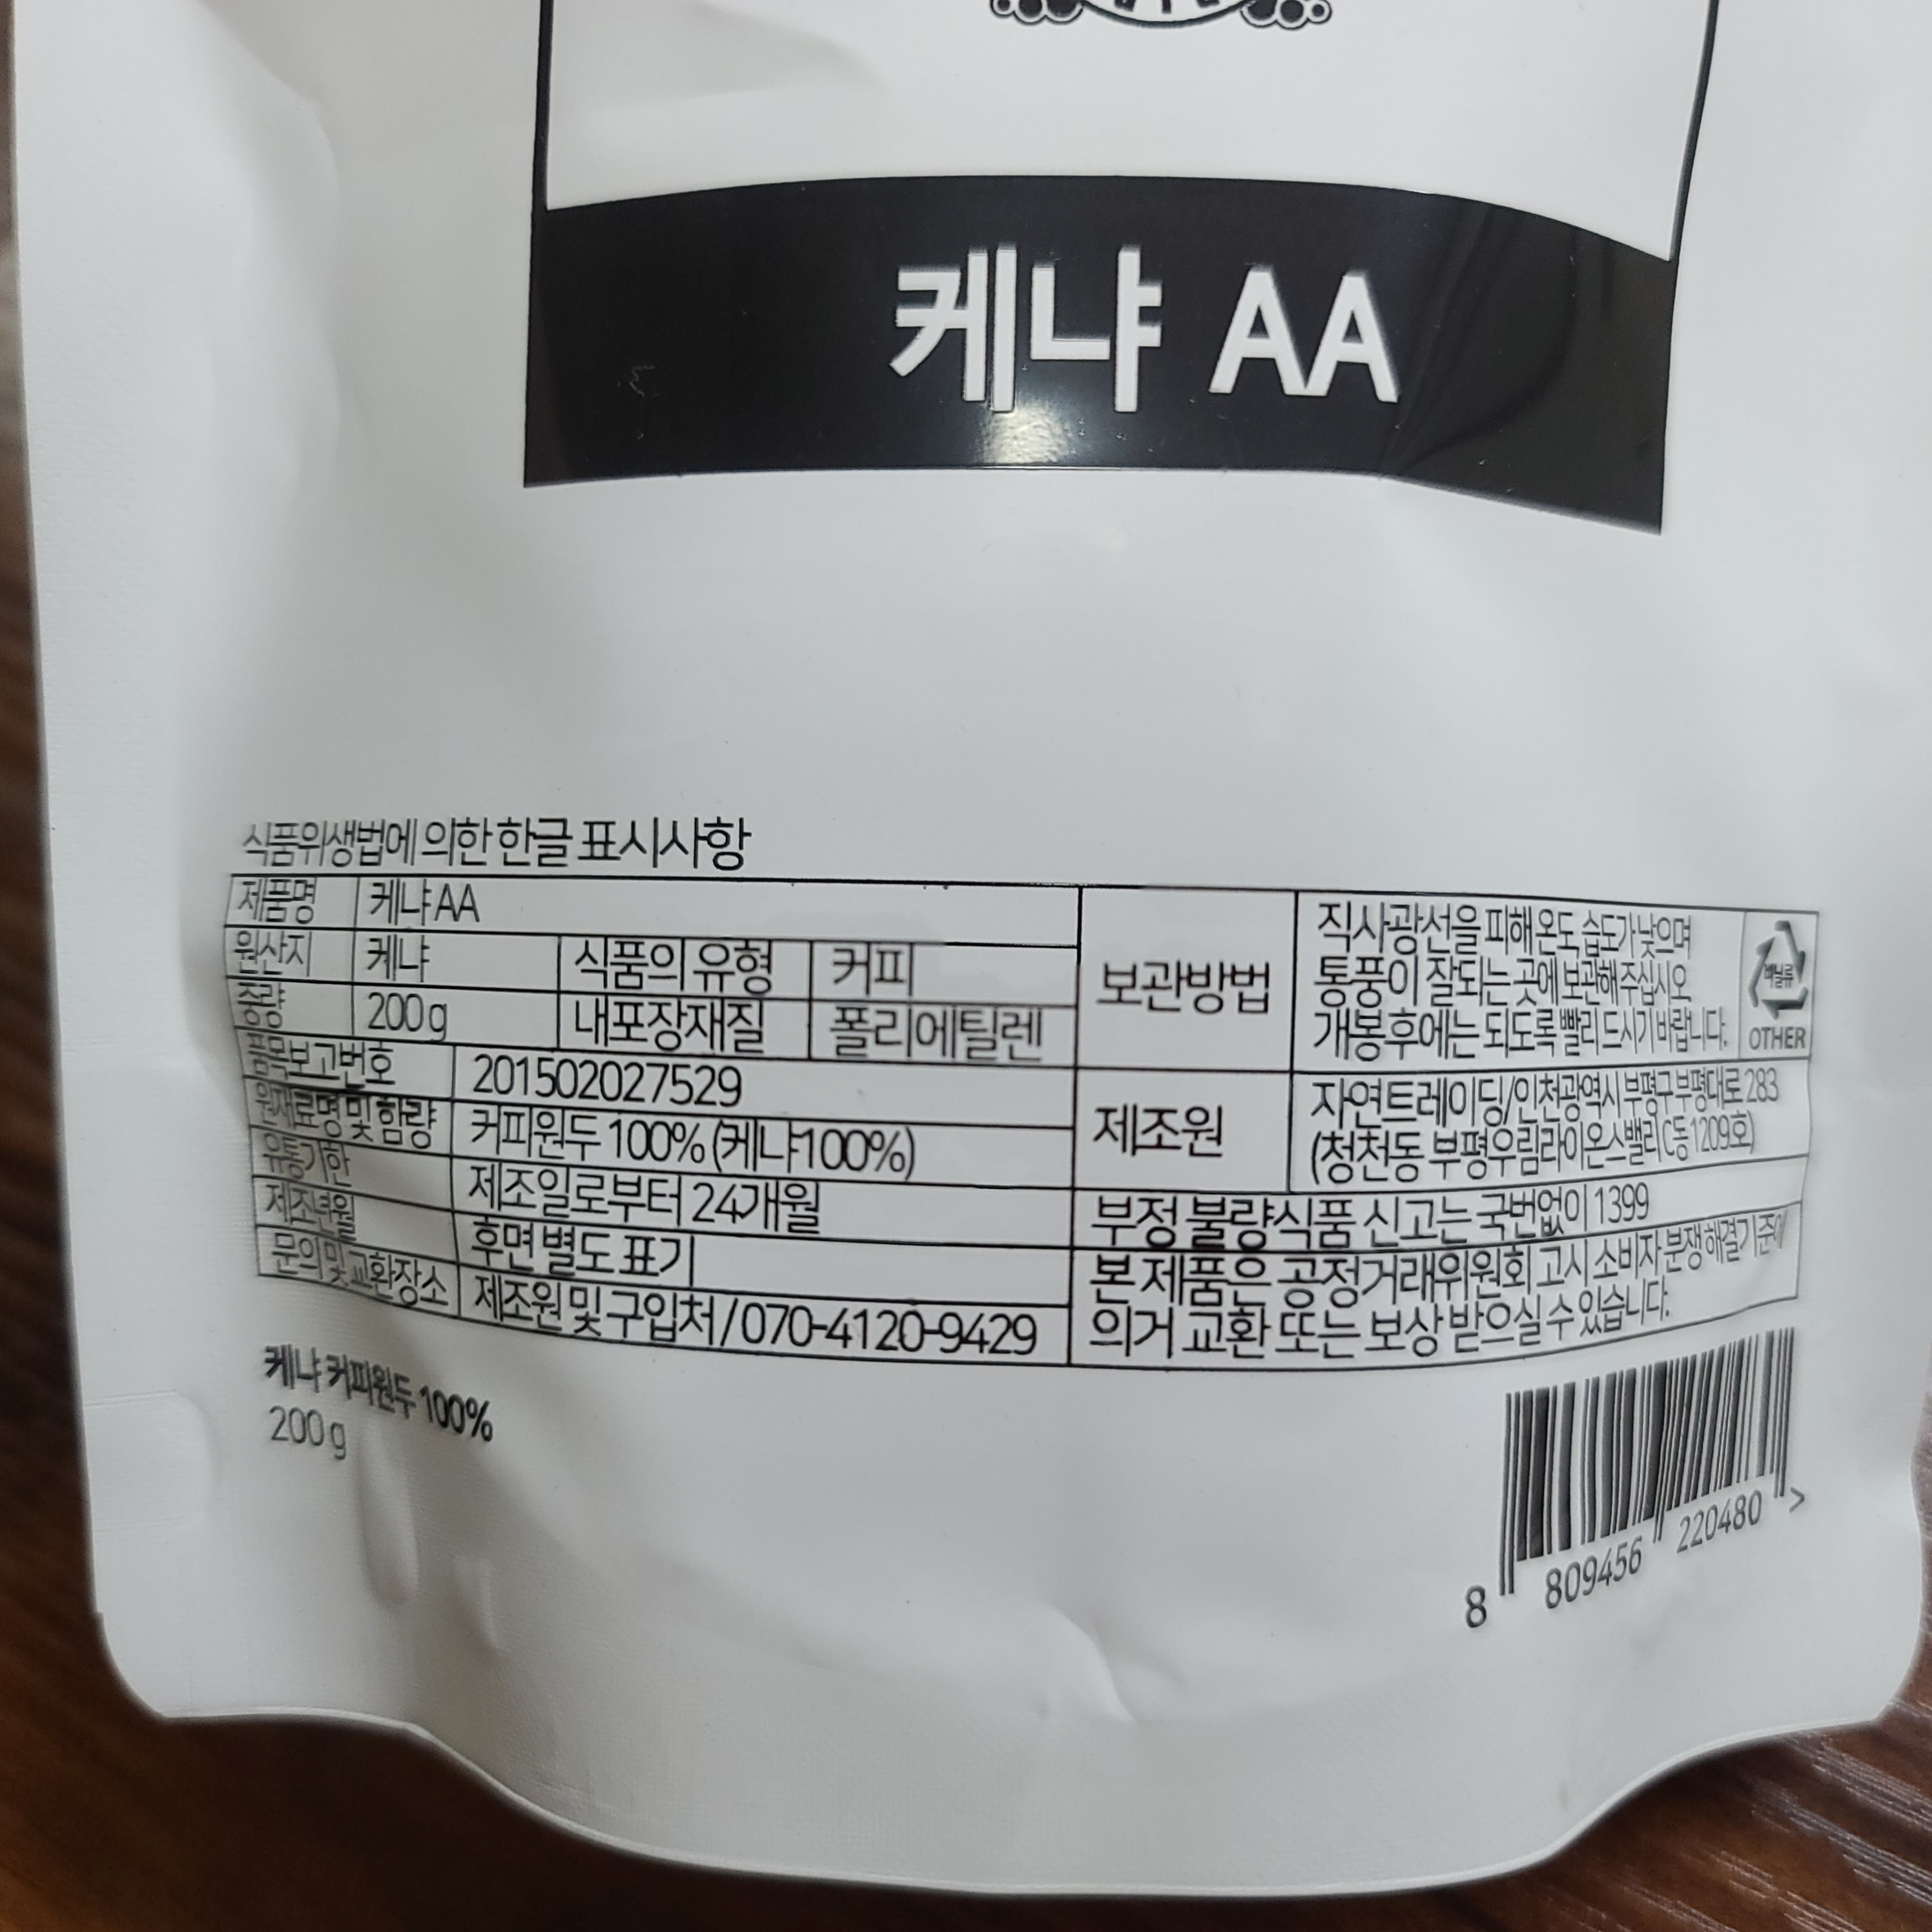 케냐 AA
식품위생법에 의한 한글 표시사항
제품명 케냐 AA
원산지 케냐 식품의 유형 커피
중량 200g 내포장재질 폴리에틸렌
품목보고번호 201502027529
원재료명 및 함량 커피원두 100% (케냐100%)
유통기한 제조일로부터 24개월
제조년월 후면 별도 표기
문의 및 교환장소 제조원 및 구입처 / 070-4120-9429
보관방법
직사광선을 피해 온도 습도가 낮으며
통풍이 잘되는 곳에 보관해 주십시오.
개봉 후에는 되도록 빨리 드시기 바랍니다.
비닐류
OTHER
제조원
자연트레이딩/인천광역시 부평구 부평대로 283
(청천동 부평우림라이온스밸리 C동 1209호)
부정 불량식품 신고는 국번없이 1399
본 제품은 공정거래위원회 고시 소비자 분쟁 해결기준에
의거 교환 또는 보상 받으실 수 있습니다.
케냐 커피원두 100%
200g
8 809456 220480 >